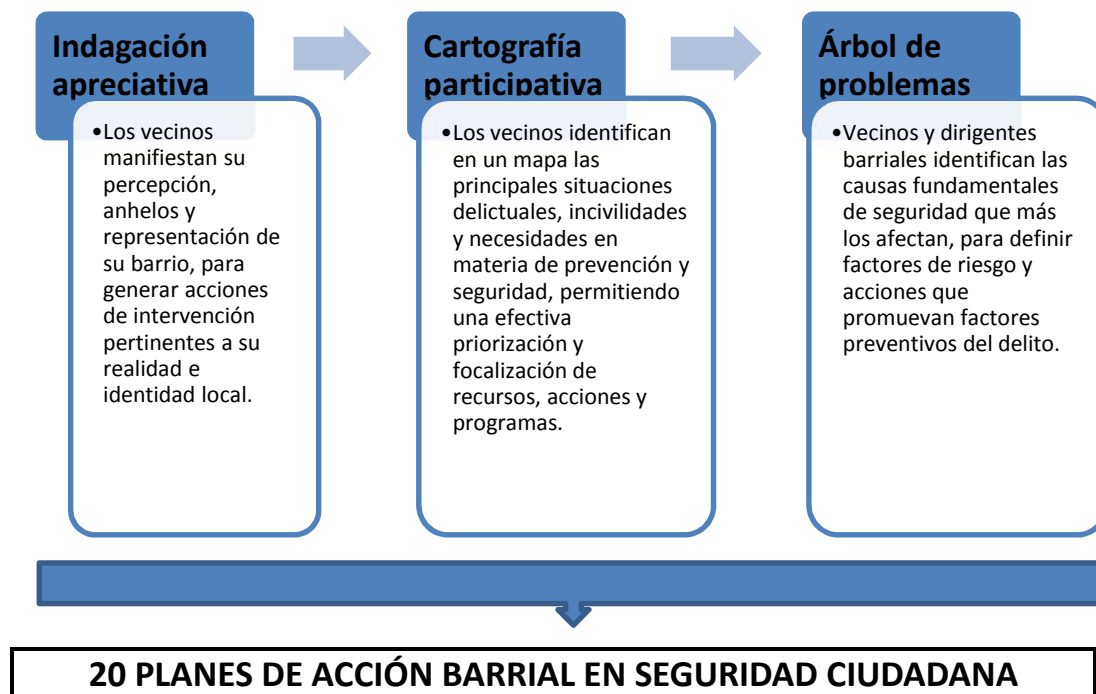 Indagación
apreciativa
•Los vecinos
manifiestan su
percepción,
anhelos y
representación de
su barrio, para
generar acciones
de intervención
pertinentes a su
realidad e
identidad local.
Cartografía
participativa
•Los vecinos identifican
en un mapa las
principales situaciones
delictuales, incivilidades
y necesidades en
materia de prevención y
seguridad, permitiendo
una efectiva
priorización y
focalización de
recursos, acciones y
programas.
Árbol de
problemas
•Vecinos y dirigentes
barriales identifican las
causas fundamentales
de seguridad que más
los afectan, para definir
factores de riesgo y
acciones que
promuevan factores
preventivos del delito.
20 PLANES DE ACCIÓN BARRIAL EN SEGURIDAD CIUDADANA